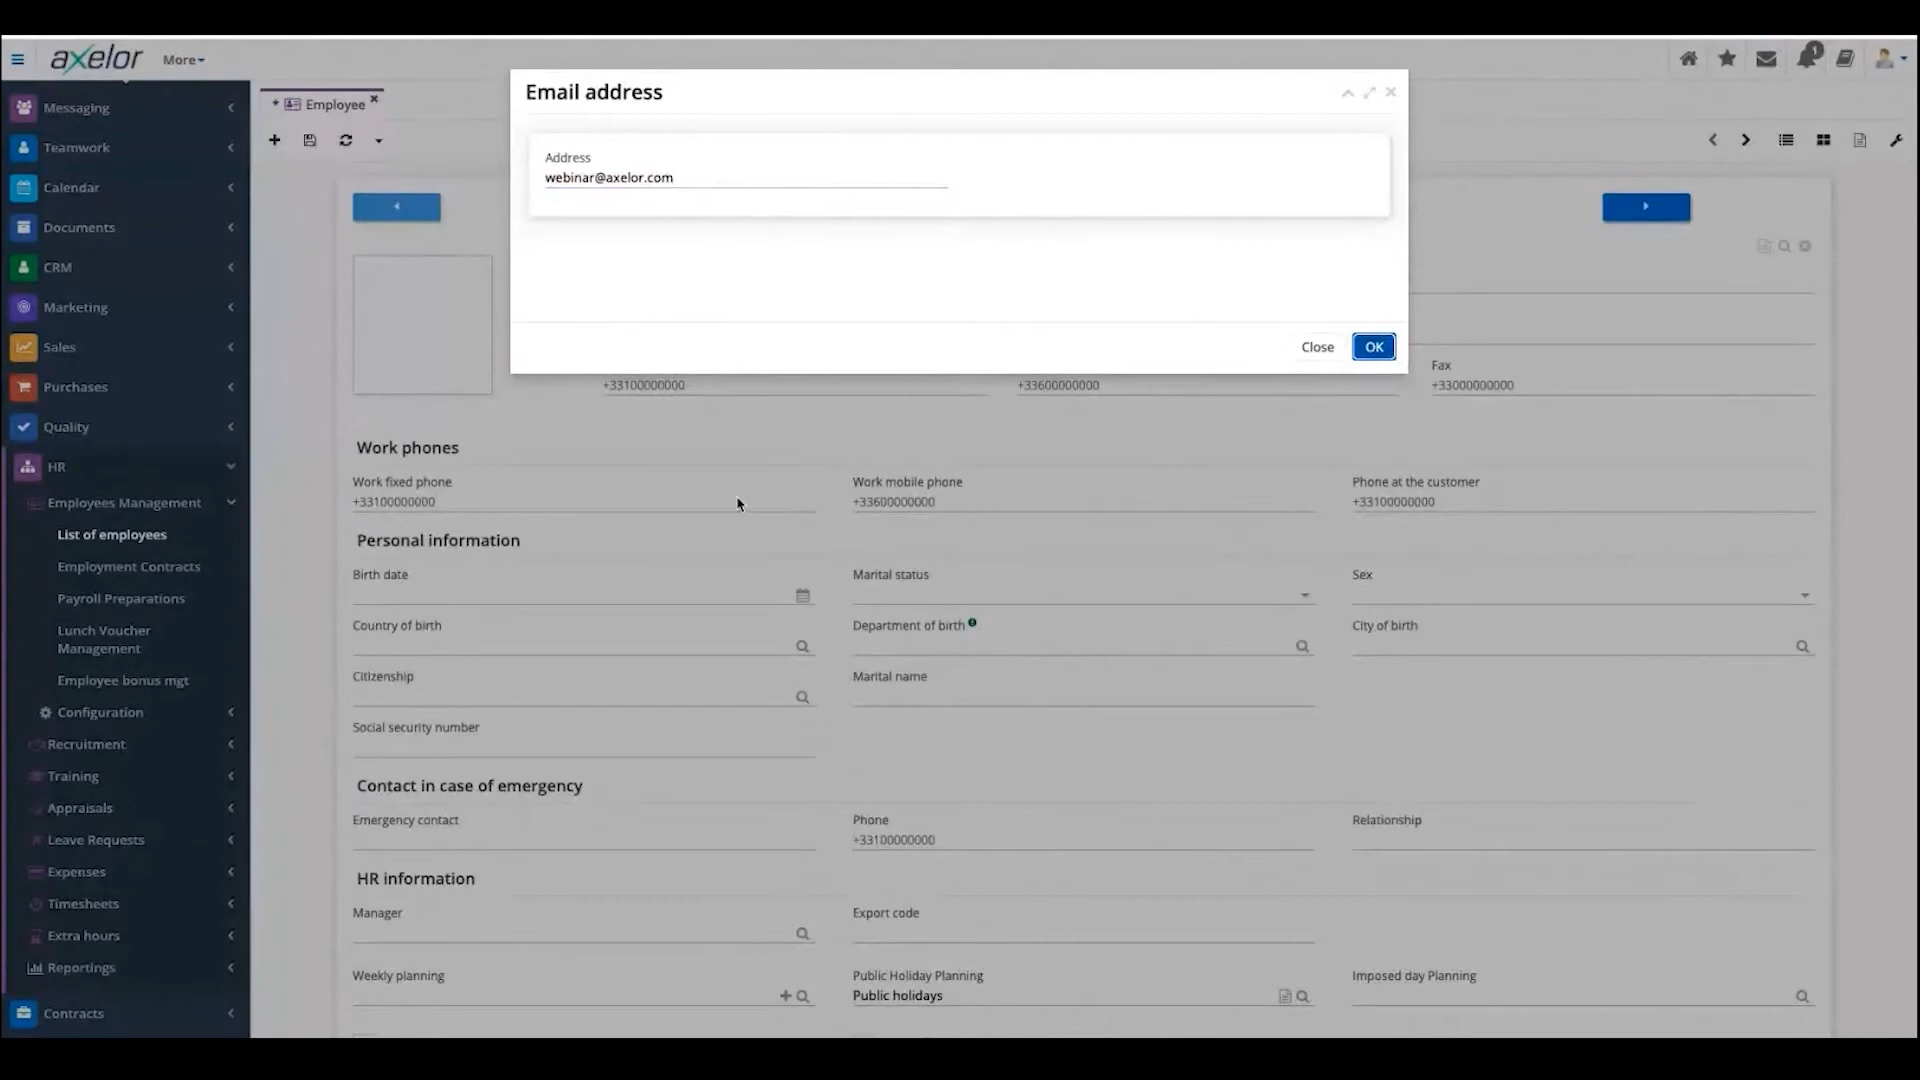 axelor
More
1
Messaging
Teamwork
Calendar
Documents
CRM
Marketing
Sales
Purchases
Quality
HR
Employees Management
List of employees
Employment Contracts
Payroll Preparations
Lunch Voucher
Management
Employee bonus mgt
Configuration
Recruitment
Training
Appraisals
Leave Requests
Expenses
Timesheets
Extra hours
Reportings
Contracts
* Employee
Email address
Address
webinar@axelor.com
Close OK
Fax
+33100000000 +33600000000 +33000000000
Work phones
Work fixed phone Work mobile phone Phone at the customer
+33100000000 +33600000000 +33100000000
Personal information
Birth date Marital status Sex
Country of birth Department of birth City of birth
Citizenship Marital name
Social security number
Contact in case of emergency
Emergency contact Phone Relationship
+33100000000
HR information
Manager Export code
Weekly planning Public Holiday Planning Imposed day Planning
Public holidays